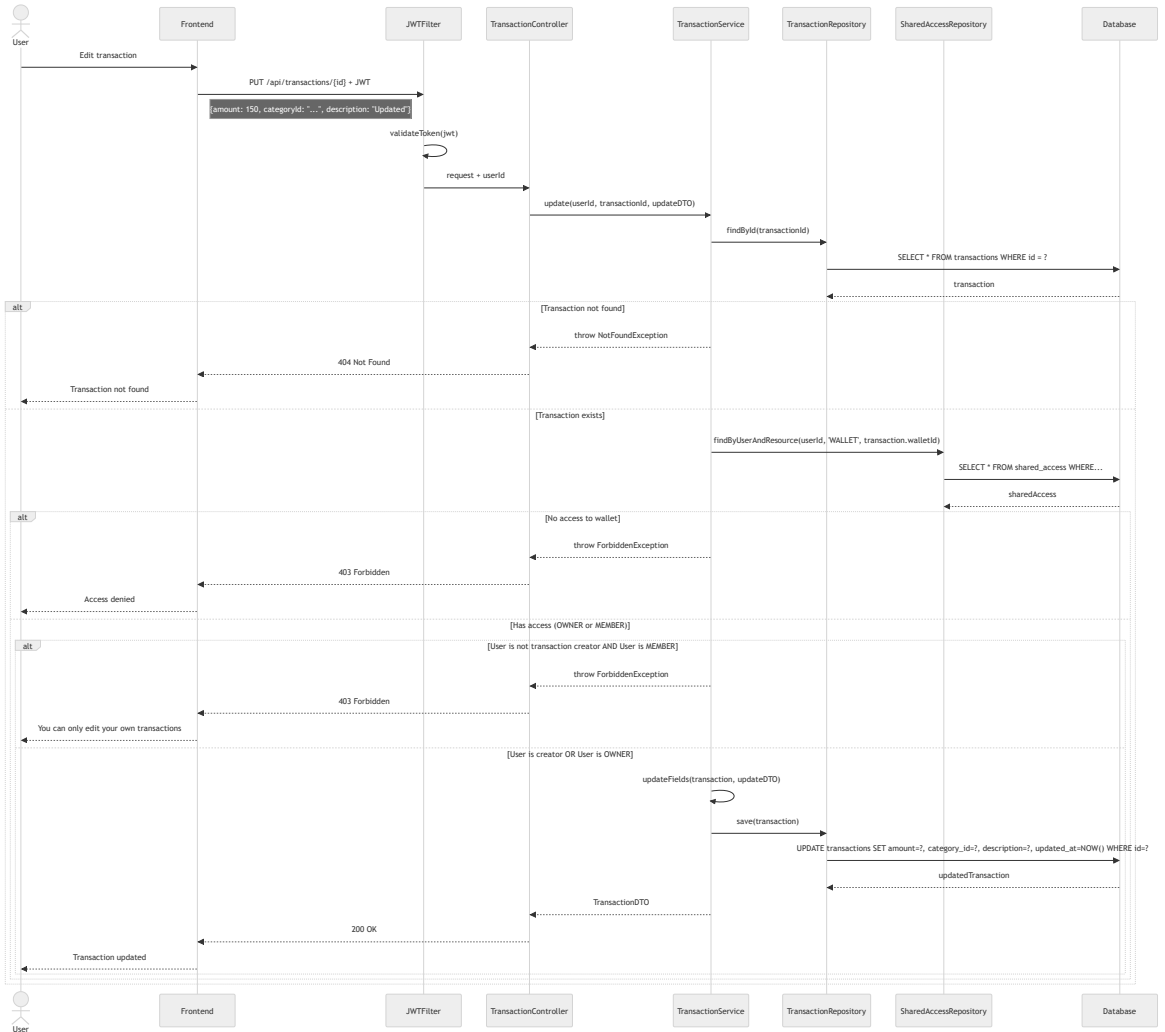 User
Frontend
JWTFilter
TransactionController
TransactionService
TransactionRepository
SharedAccessRepository
Database
Edit transaction
PUT /api/transactions/{id} + JWT
{amount: 150, categoryId: "...", description: "Updated"}
validateToken(jwt)
request + userId
update(userId, transactionId, updateDTO)
findById(transactionId)
SELECT * FROM transactions WHERE id = ?
transaction
alt
[Transaction not found]
throw NotFoundException
404 Not Found
Transaction not found
[Transaction exists]
findByUserAndResource(userId, 'WALLET', transaction.walletId)
SELECT * FROM shared_access WHERE...
sharedAccess
alt
[No access to wallet]
throw ForbiddenException
403 Forbidden
Access denied
[Has access (OWNER or MEMBER)]
alt
[User is not transaction creator AND User is MEMBER]
throw ForbiddenException
403 Forbidden
You can only edit your own transactions
[User is creator OR User is OWNER]
updateFields(transaction, updateDTO)
save(transaction)
UPDATE transactions SET amount=?, category_id=?, description=?, updated_at=NOW() WHERE id=?
updatedTransaction
TransactionDTO
200 OK
Transaction updated
User
Frontend
JWTFilter
TransactionController
TransactionService
TransactionRepository
SharedAccessRepository
Database